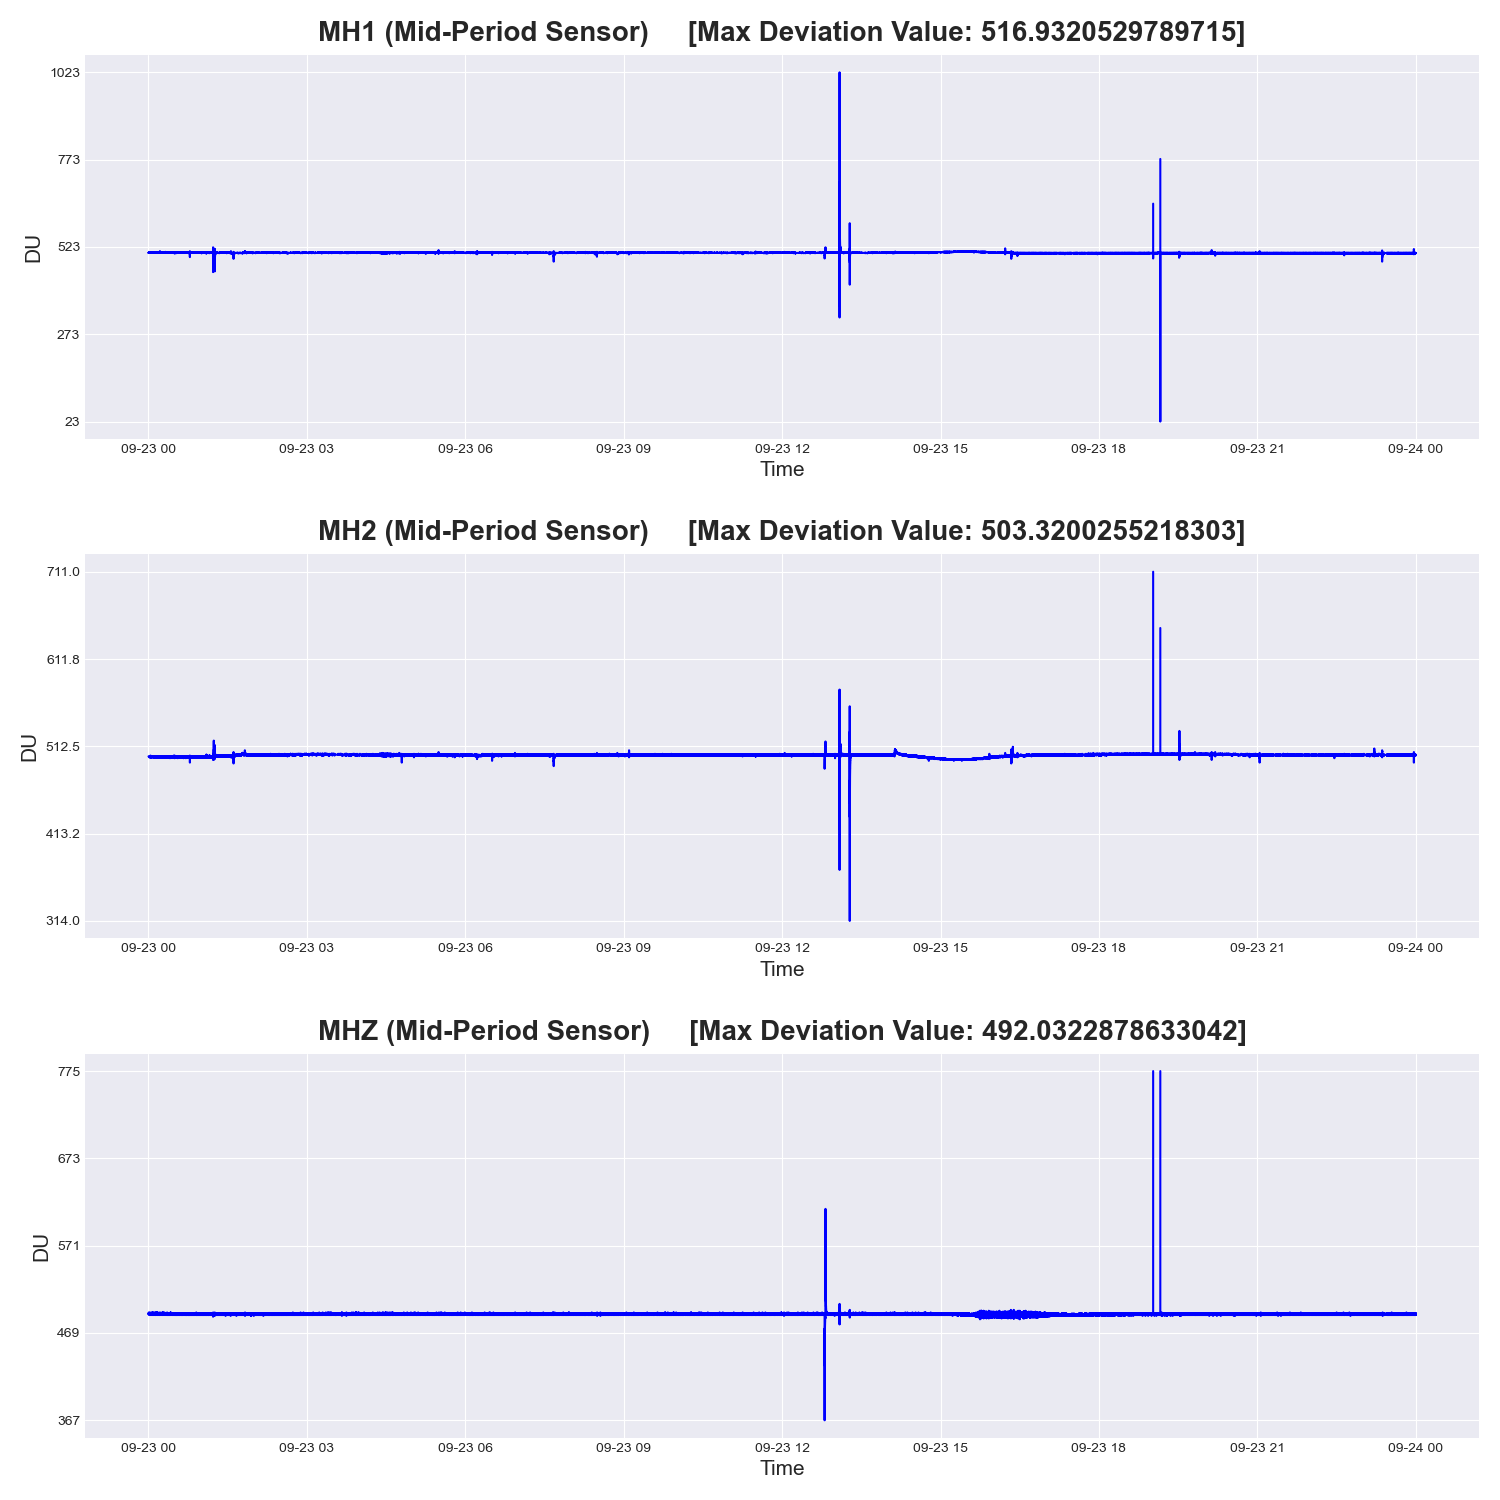 MH1 (Mid-Period Sensor) [Max Deviation Value: 516.9320529789715]
1023
773
523
273
23
DU
09-23 00 09-23 03 09-23 06 09-23 09 09-23 12 09-23 15 09-23 18 09-23 21 09-24 00
Time
MH2 (Mid-Period Sensor) [Max Deviation Value: 503.3200255218303]
711.0
611.8
512.5
413.2
314.0
DU
09-23 00 09-23 03 09-23 06 09-23 09 09-23 12 09-23 15 09-23 18 09-23 21 09-24 00
Time
MHZ (Mid-Period Sensor) [Max Deviation Value: 492.0322878633042]
775
673
571
469
367
DU
09-23 00 09-23 03 09-23 06 09-23 09 09-23 12 09-23 15 09-23 18 09-23 21 09-24 00
Time